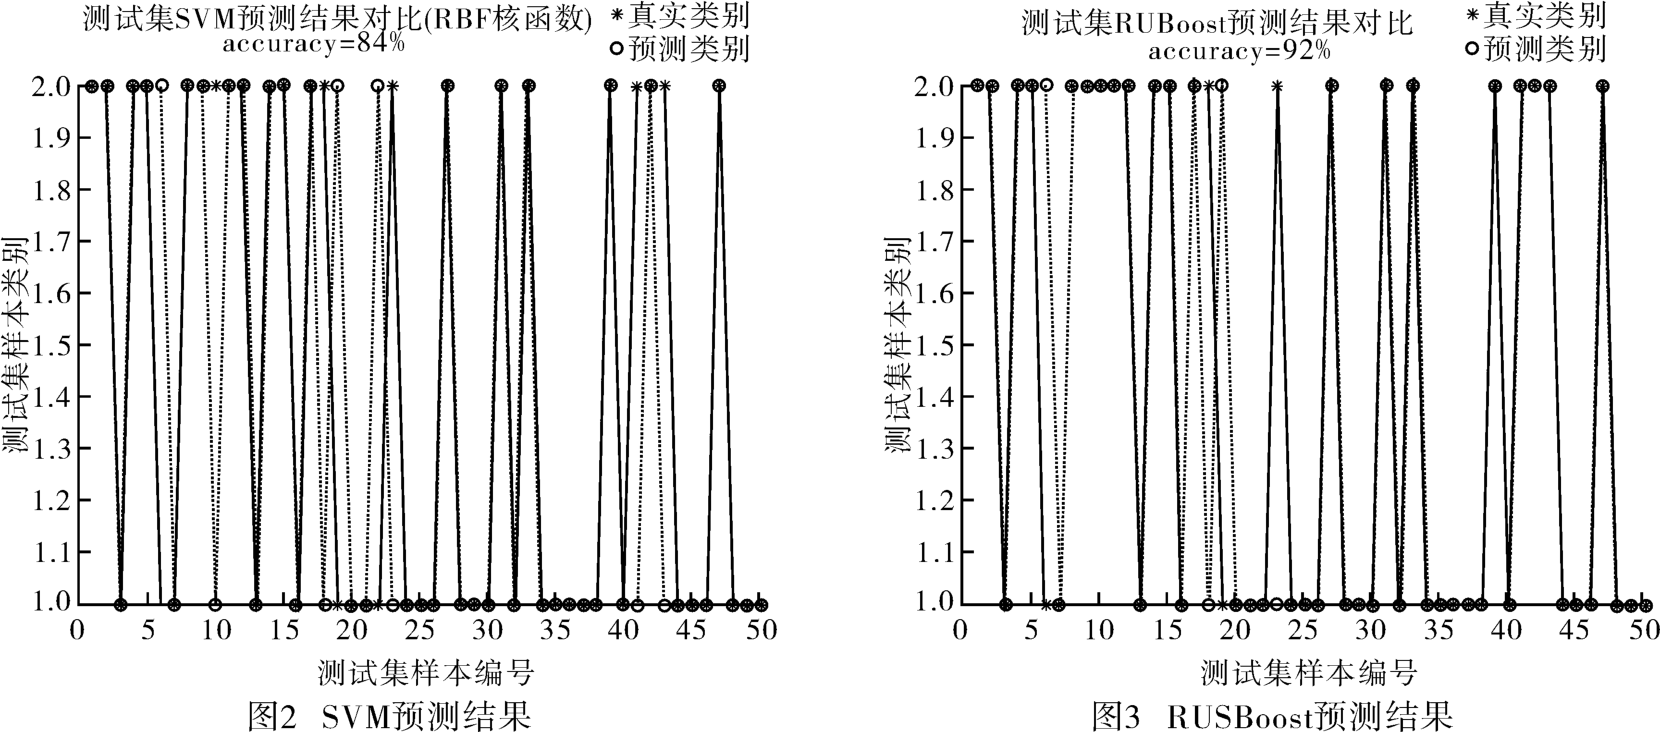 测试集SVM预测结果对比(RBF核函数)
accuracy=84%
* 真实类别
o 预测类别
2.0
1.9
1.8
1.7
1.6
1.5
1.4
1.3
1.2
1.1
1.0
测试集样本类别
0 5 10 15 20 25 30 35 40 45 50
测试集样本编号
图2 SVM预测结果
测试集RUBoost预测结果对比
accuracy=92%
* 真实类别
o 预测类别
2.0
1.9
1.8
1.7
1.6
1.5
1.4
1.3
1.2
1.1
1.0
测试集样本类别
0 5 10 15 20 25 30 35 40 45 50
测试集样本编号
图3 RUSBoost预测结果